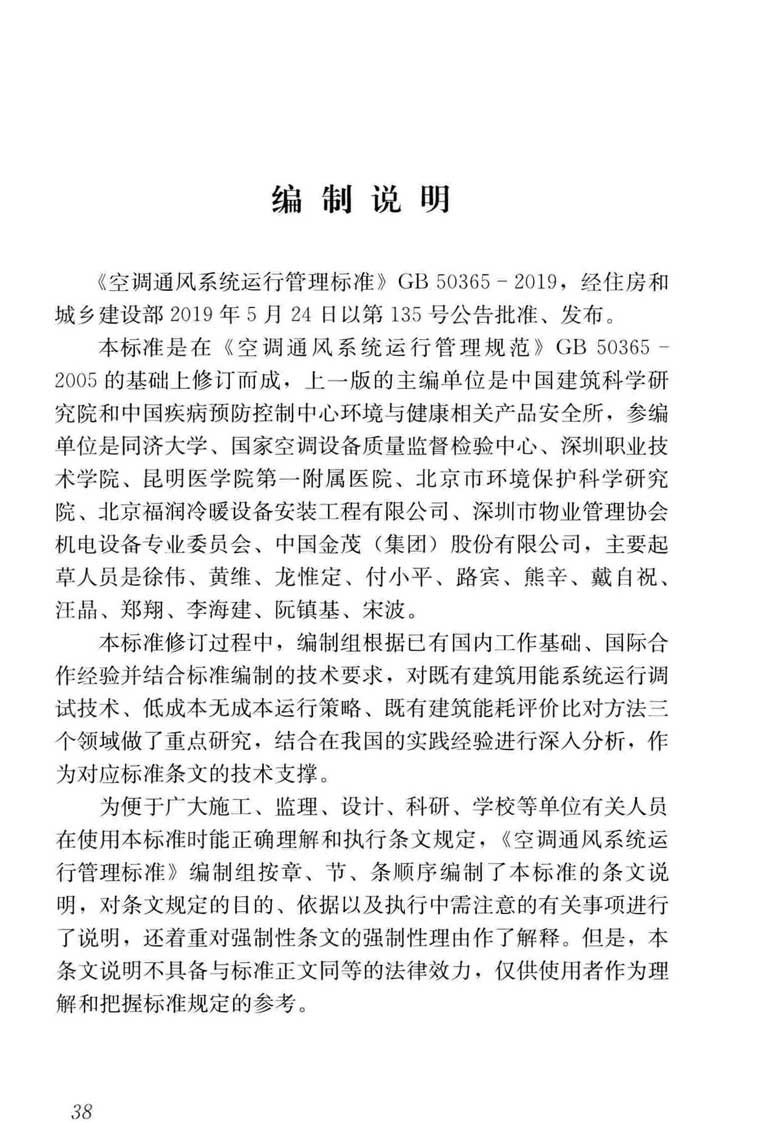 编制说明
《空调通风系统运行管理标准》GB 50365－2019，经住房和
城乡建设部 2019 年 5 月 24 日以第 135 号公告批准、发布。
本标准是在《空调通风系统运行管理规范》GB 50365－
2005 的基础上修订而成，上一版的主编单位是中国建筑科学研
究院和中国疾病预防控制中心环境与健康相关产品安全所，参编
单位是同济大学、国家空调设备质量监督检验中心、深圳职业技
术学院、昆明医学院第一附属医院、北京市环境保护科学研究
院、北京福润冷暖设备安装工程有限公司、深圳市物业管理协会
机电设备专业委员会、中国金茂（集团）股份有限公司，主要起
草人员是徐伟、黄维、龙惟定、付小平、路宾、熊辛、戴自祝、
汪晶、郑翔、李海建、阮镇基、宋波。
本标准修订过程中，编制组根据已有国内工作基础、国际合
作经验并结合标准编制的技术要求，对既有建筑用能系统运行调
试技术、低成本无成本运行策略、既有建筑能耗评价比对方法三
个领域做了重点研究，结合在我国的实践经验进行深入分析，作
为对应标准条文的技术支撑。
为便于广大施工、监理、设计、科研、学校等单位有关人员
在使用本标准时能正确理解和执行条文规定，《空调通风系统运
行管理标准》编制组按章、节、条顺序编制了本标准的条文说
明，对条文规定的目的、依据以及执行中需注意的有关事项进行
了说明，还着重对强制性条文的强制性理由作了解释。但是，本
条文说明不具备与标准正文同等的法律效力，仅供使用者作为理
解和把握标准规定的参考。
38